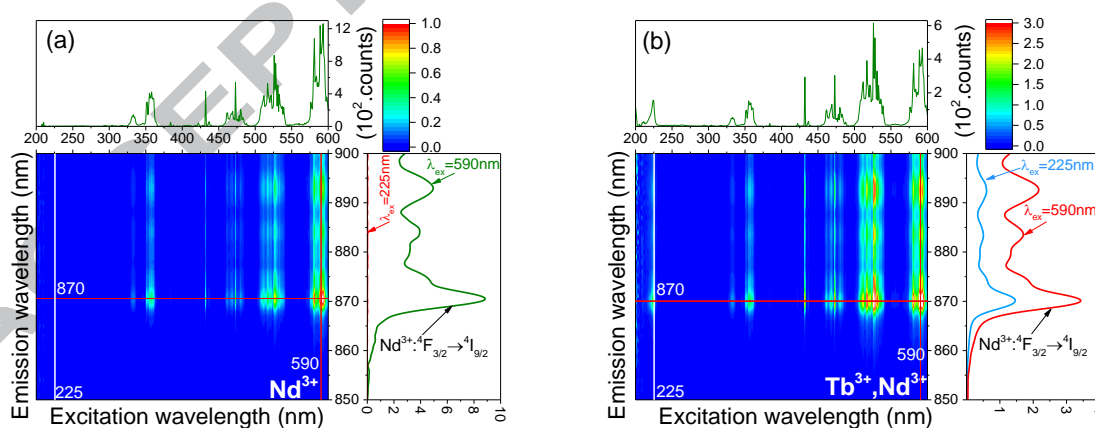 (a)
12
8
4
0
200 250 300 350 400 450 500 550 600
1.0
0.8
0.6
0.4
0.2
0.0
(10².counts)
Emission wavelength (nm)
900
890
880
870
860
850
870
590
225
Nd³⁺
Excitation wavelength (nm)
λex=225nm
λex=590nm
Nd³⁺:⁴F3/2→⁴I9/2
0 2 4 6 8 10
(b)
6
4
2
0
200 250 300 350 400 450 500 550 600
3.0
2.5
2.0
1.5
1.0
0.5
0.0
(10².counts)
Emission wavelength (nm)
900
890
880
870
860
850
870
590
225
Tb³⁺,Nd³⁺
Excitation wavelength (nm)
λex=225nm
λex=590nm
Nd³⁺:⁴F3/2→⁴I9/2
1 2 3